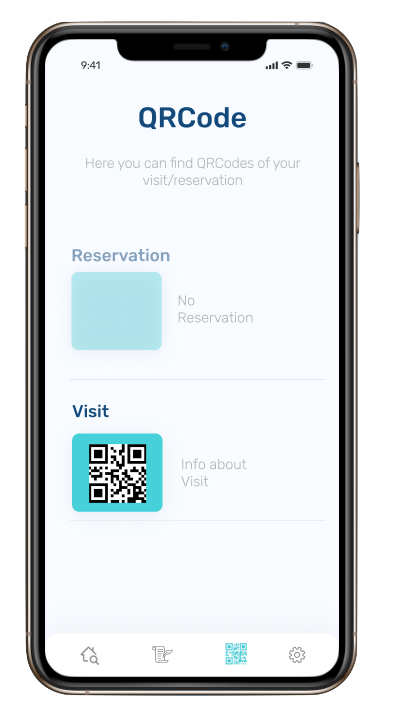 9:41
QRCode
Here you can find QRCodes of your
visit/reservation
Reservation
No
Reservation
Visit
Info about
Visit